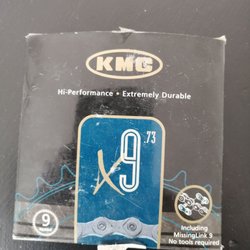 KMC
Hi-Performance • Extremely Durable
X9.73
9
Including
MissingLink 9
No tools required